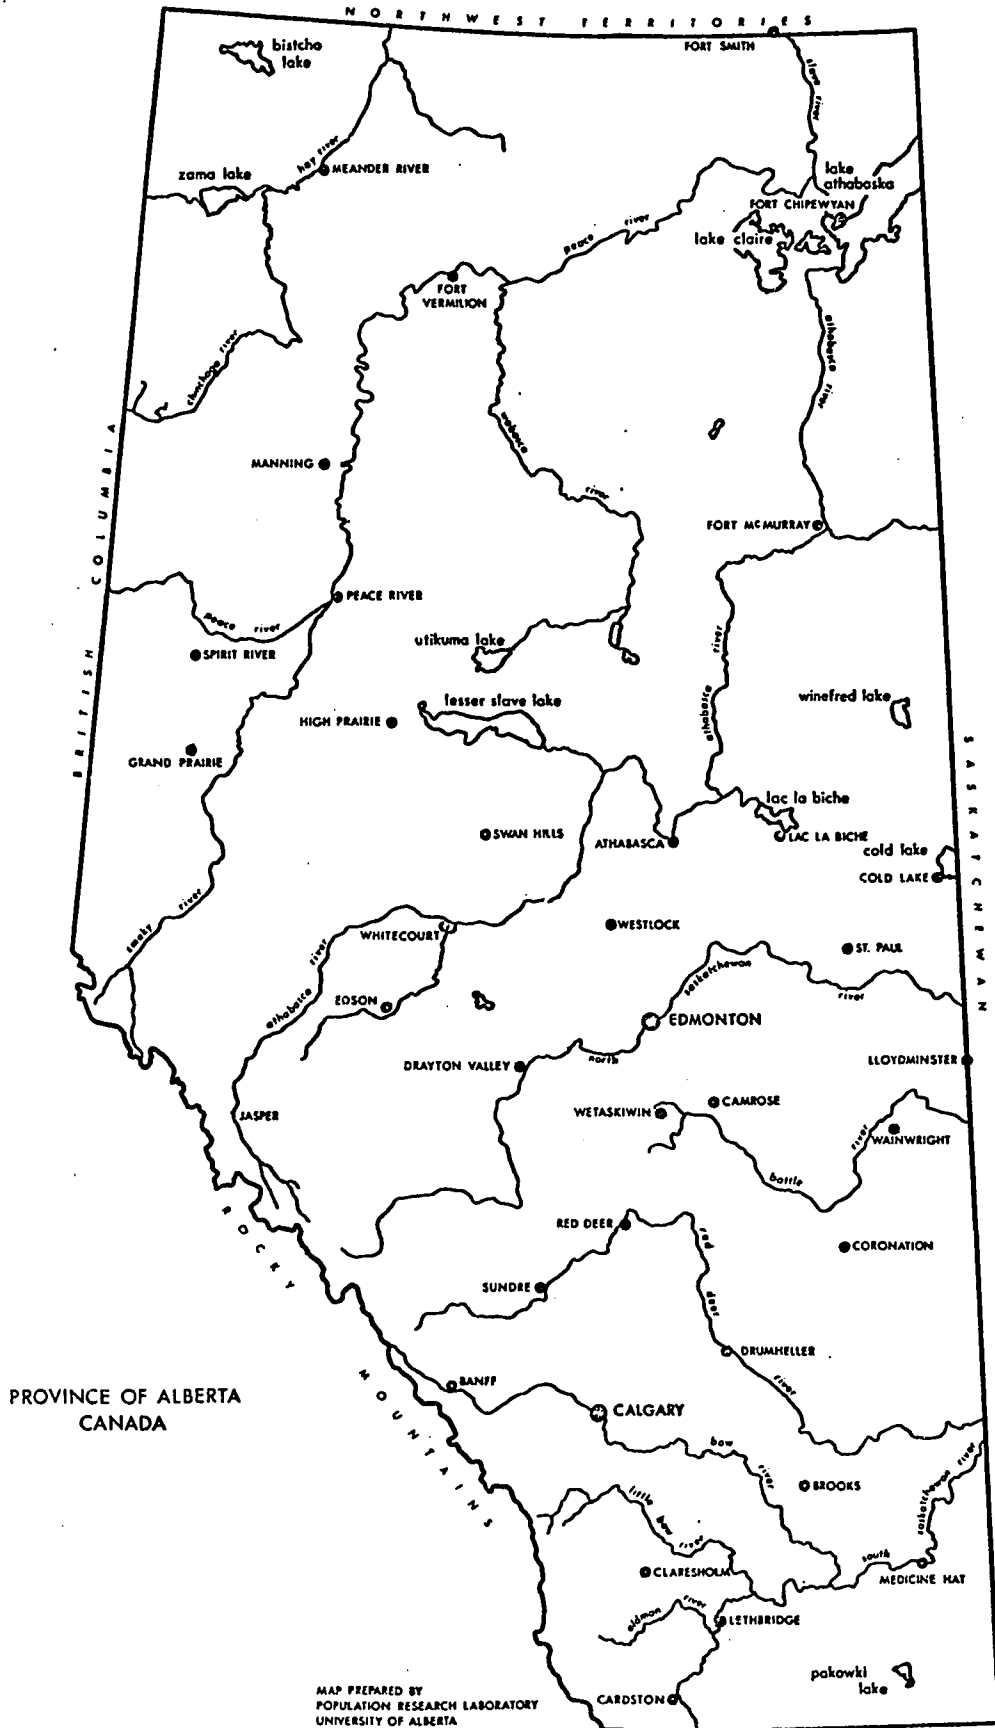 NORTHWEST TERRITORIES
FORT SMITH
bistcho
lake
slave river
hay river
MEANDER RIVER
zama lake
lake
athabaska
FORT CHIPEWYAN
lake claire
peace river
FORT
VERMILION
chinchaga river
athabasca river
wabasca river
MANNING
FORT McMURRAY
BRITISH COLUMBIA
PEACE RIVER
peace river
SPIRIT RIVER
utikuma lake
athabasca river
winefred lake
lesser slave lake
HIGH PRAIRIE
GRAND PRAIRIE
SASKATCHEWAN
lac la biche
SWAN HILLS
ATHABASCA
LAC LA BICHE
cold lake
COLD LAKE
smoky river
WHITECOURT
WESTLOCK
ST. PAUL
athabasca river
EDSON
north saskatchewan river
EDMONTON
DRAYTON VALLEY
LLOYDMINSTER
JASPER
WETASKIWIN
CAMROSE
WAINWRIGHT
battle river
ROCKY MOUNTAINS
RED DEER
CORONATION
SUNDRE
red deer river
DRUMHELLER
BANFF
PROVINCE OF ALBERTA
CANADA
CALGARY
bow river
BROOKS
little bow river
south saskatchewan river
CLARESHOLM
MEDICINE HAT
oldman river
LETHBRIDGE
pakowki
lake
CARDSTON
MAP PREPARED BY
POPULATION RESEARCH LABORATORY
UNIVERSITY OF ALBERTA